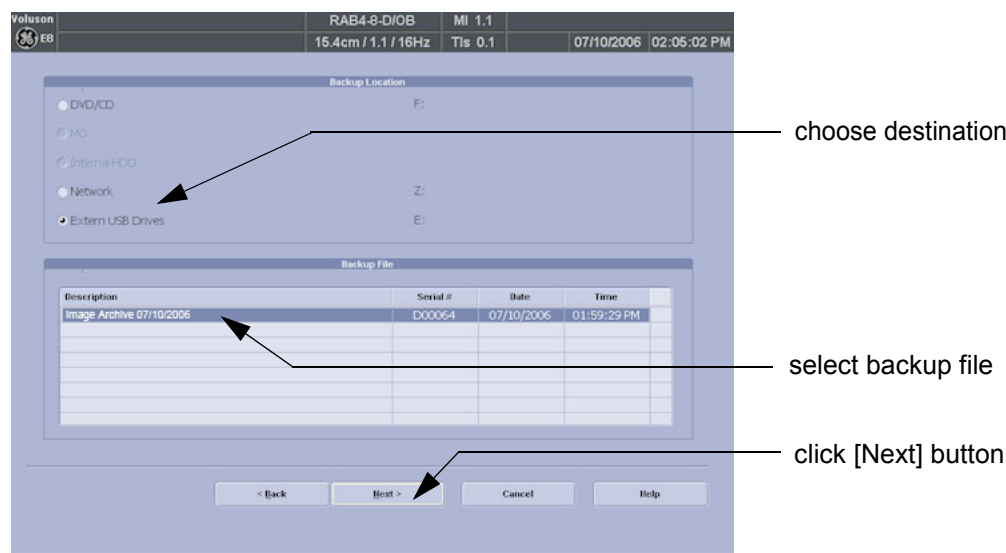 Voluson
RAB4-8-D/OB MI 1.1
GE E8
15.4cm / 1.1 / 16Hz TIs 0.1 07/10/2006 02:05:02 PM
Backup Location
DVD/CD F:
MO
Internal HDD
Network Z:
Extern USB Drives E:
choose destination
Backup File
Description Serial # Date Time
Image Archive 07/10/2006 D00064 07/10/2006 01:59:29 PM
select backup file
click [Next] button
< Back Next > Cancel Help